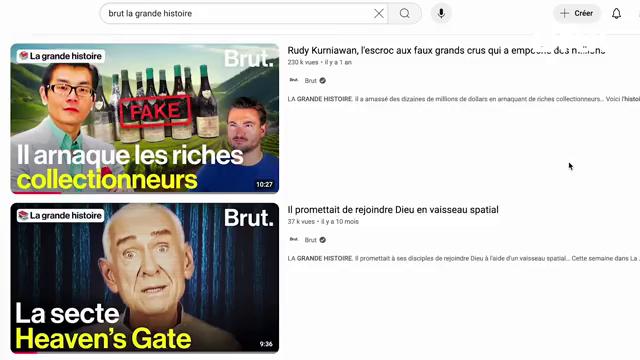 brut la grande histoire
Créer
La grande histoire
Brut.
FAKE
Il arnaque les riches
collectionneurs
10:27
Rudy Kurniawan, l'escroc aux faux grands crus qui a empoché des millions
230 k vues • il y a 1 an
Brut.
Brut
LA GRANDE HISTOIRE. Il a amassé des dizaines de millions de dollars en arnaquant de riches collectionneurs... Voici l'histoi
La grande histoire
Brut.
La secte
Heaven's Gate
9:36
Il promettait de rejoindre Dieu en vaisseau spatial
37 k vues • il y a 10 mois
Brut.
Brut
LA GRANDE HISTOIRE. Il promettait à ses disciples de rejoindre Dieu à l'aide d'un vaisseau spatial... Cette semaine dans La